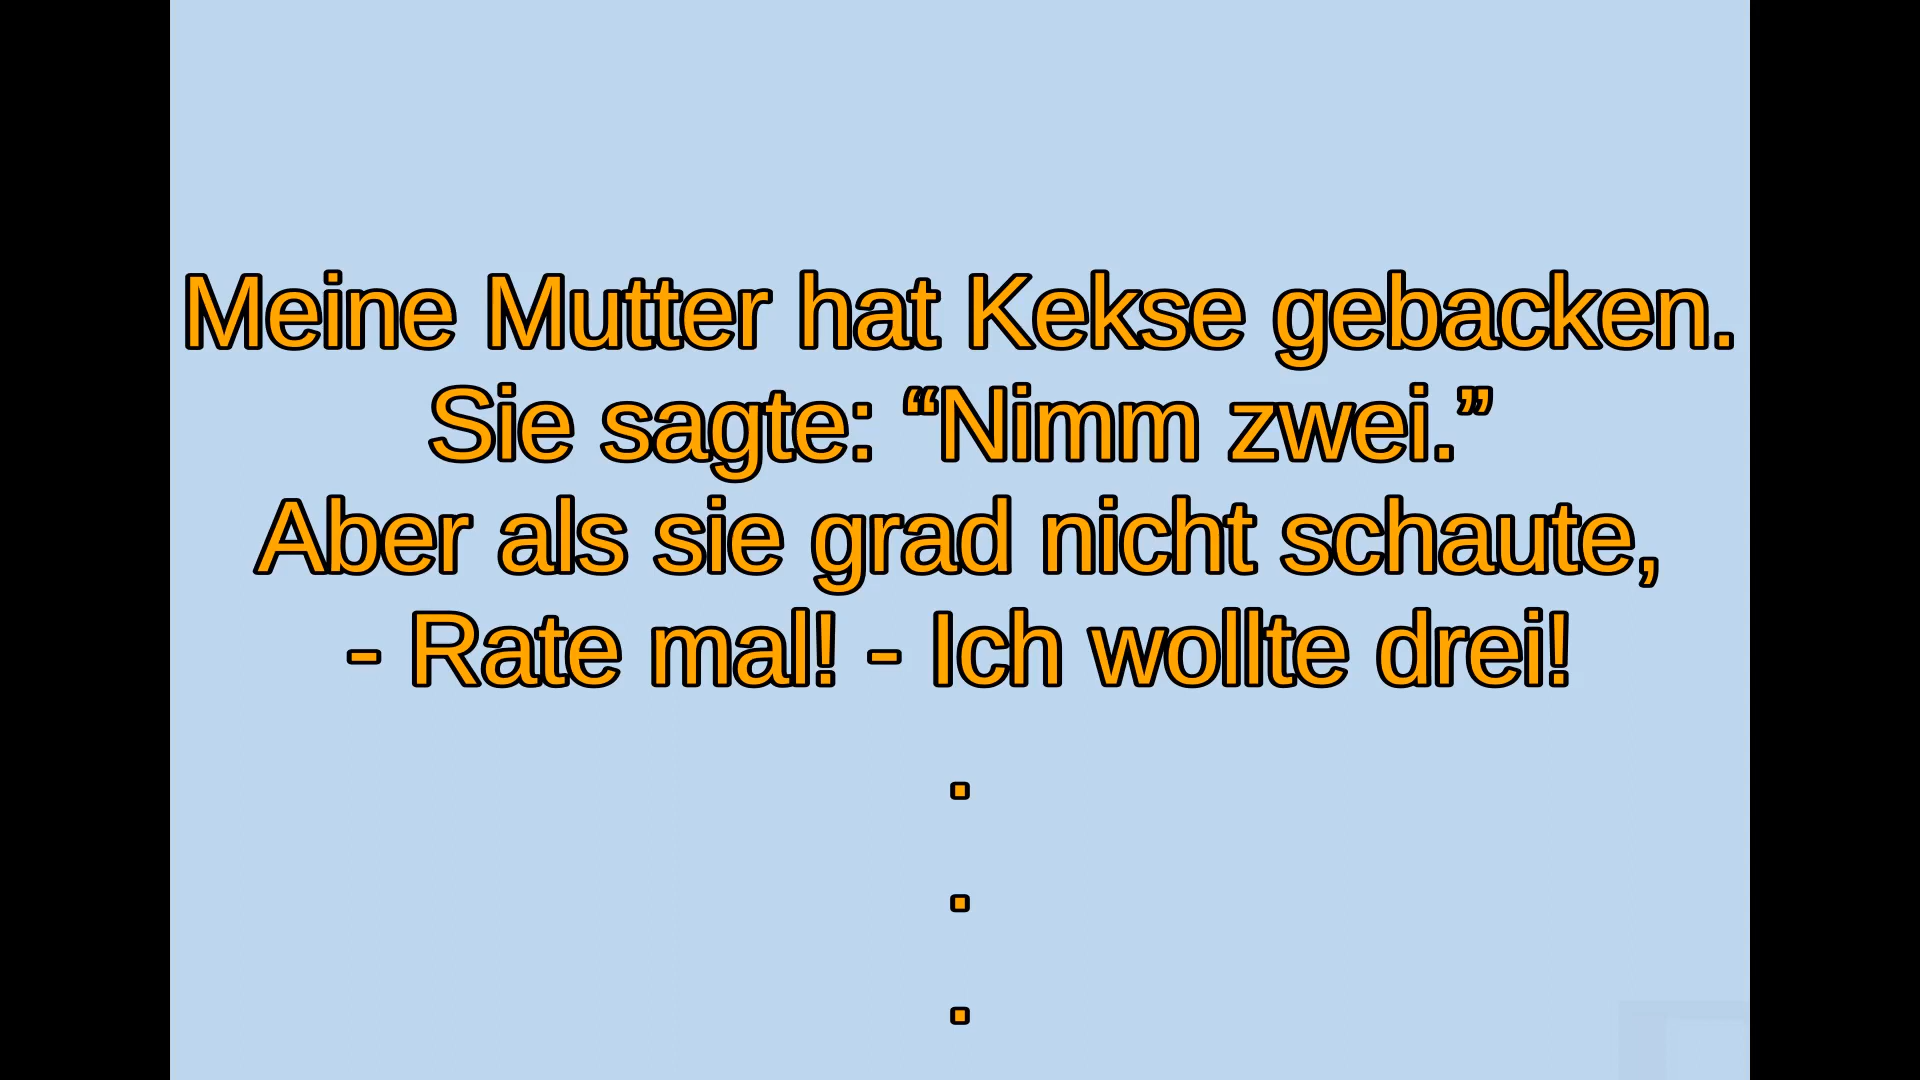 Meine Mutter hat Kekse gebacken.
Sie sagte: “Nimm zwei.”
Aber als sie grad nicht schaute,
- Rate mal! - Ich wollte drei!
.
.
.